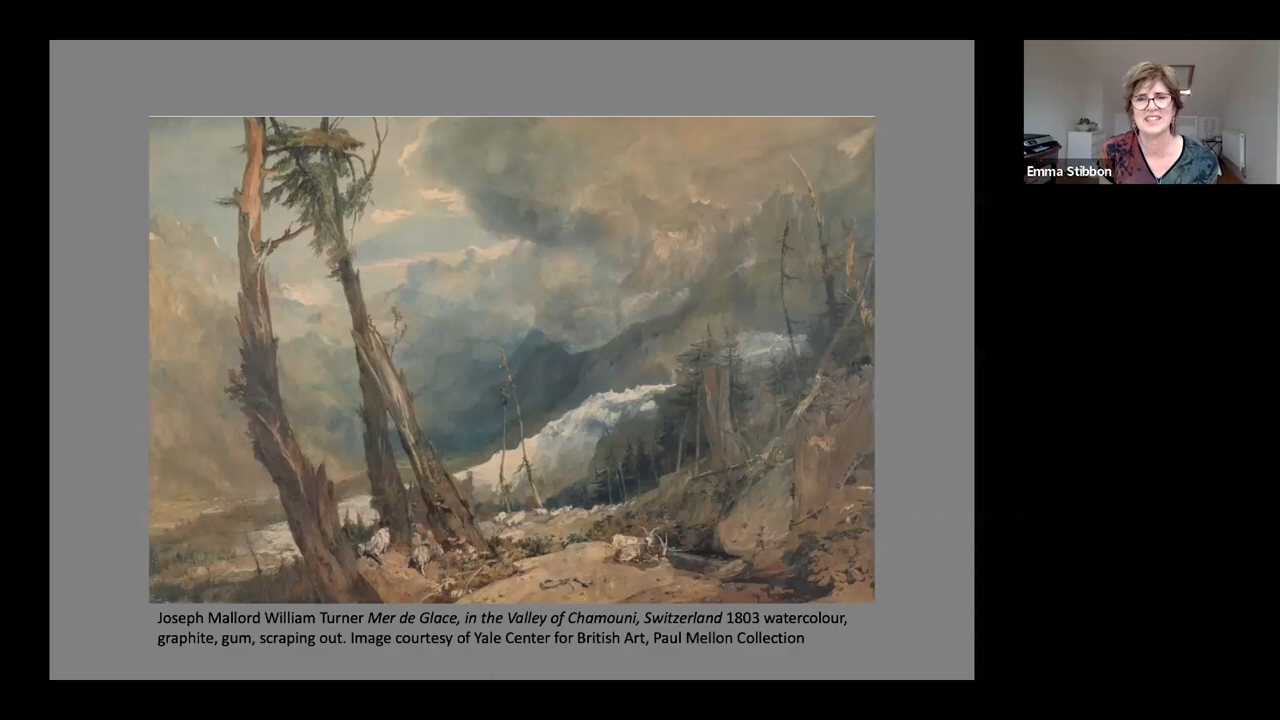 Emma Stibbon
Joseph Mallord William Turner Mer de Glace, in the Valley of Chamouni, Switzerland 1803 watercolour,
graphite, gum, scraping out. Image courtesy of Yale Center for British Art, Paul Mellon Collection